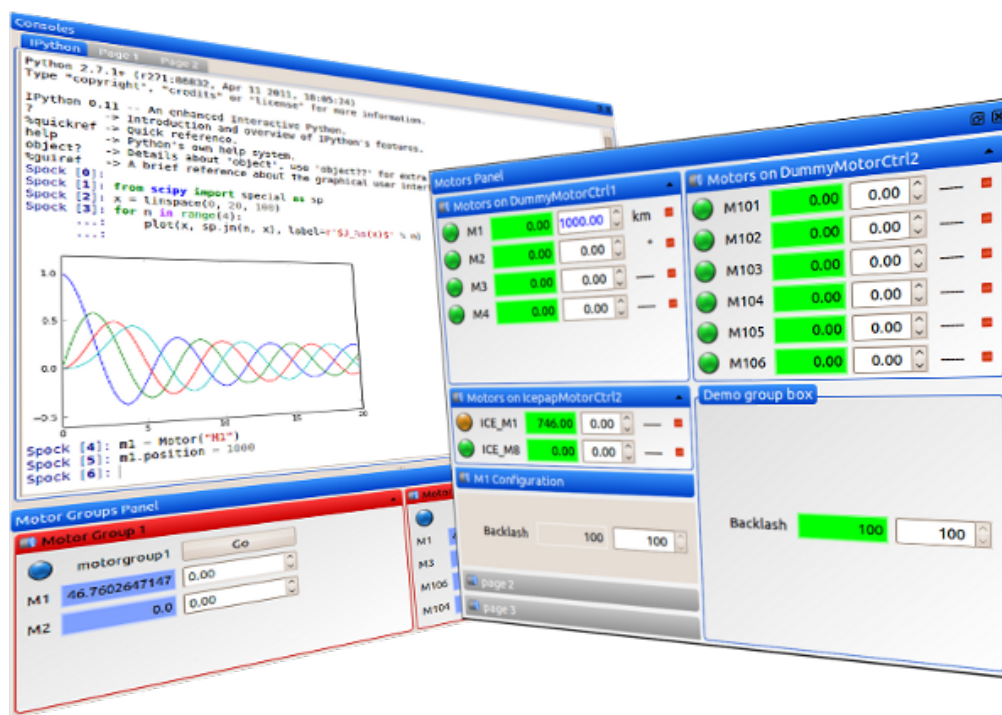 Consoles
IPython Page 1 Page 2
Python 2.7.1+ (r271:86832, Apr 11 2011, 18:05:24)
Type "copyright", "credits" or "license" for more information.
IPython 0.11 -- An enhanced Interactive Python.
? -> Introduction and overview of IPython's features.
%quickref -> Quick reference.
help -> Python's own help system.
object? -> Details about 'object', use 'object??' for extra
%guiref -> A brief reference about the graphical user inter
Spock [0]:
Spock [1]: from scipy import special as sp
Spock [2]: x = linspace(0, 20, 100)
Spock [3]: for n in range(4):
...: plot(x, sp.jn(n, x), label=r'$J_%s(x)$' % n)
...:
1.0
0.5
0.0
−0.5
0 5 10 15 20
Spock [4]: m1 = Motor("M1")
Spock [5]: m1.position = 1000
Spock [6]:
Motor Groups Panel
Motor Group 1
motorgroup1 Go
M1 46.7602647147 0.00
M2 0.0 0.00
Motor
M1
M3
M106
M104
Motors Panel
Motors on DummyMotorCtrl1
M1 0.00 1000.00 km
M2 0.00 0.00 °
M3 0.00 0.00 —
M4 0.00 0.00 —
Motors on DummyMotorCtrl2
M101 0.00 0.00 —
M102 0.00 0.00 —
M103 0.00 0.00 —
M104 0.00 0.00 —
M105 0.00 0.00 —
M106 0.00 0.00 —
Motors on IcepapMotorCtrl2
ICE_M1 746.00 0.00 —
ICE_M8 0.00 0.00 —
M1 Configuration
Backlash 100 100
page 2
page 3
Demo group box
Backlash 100 100